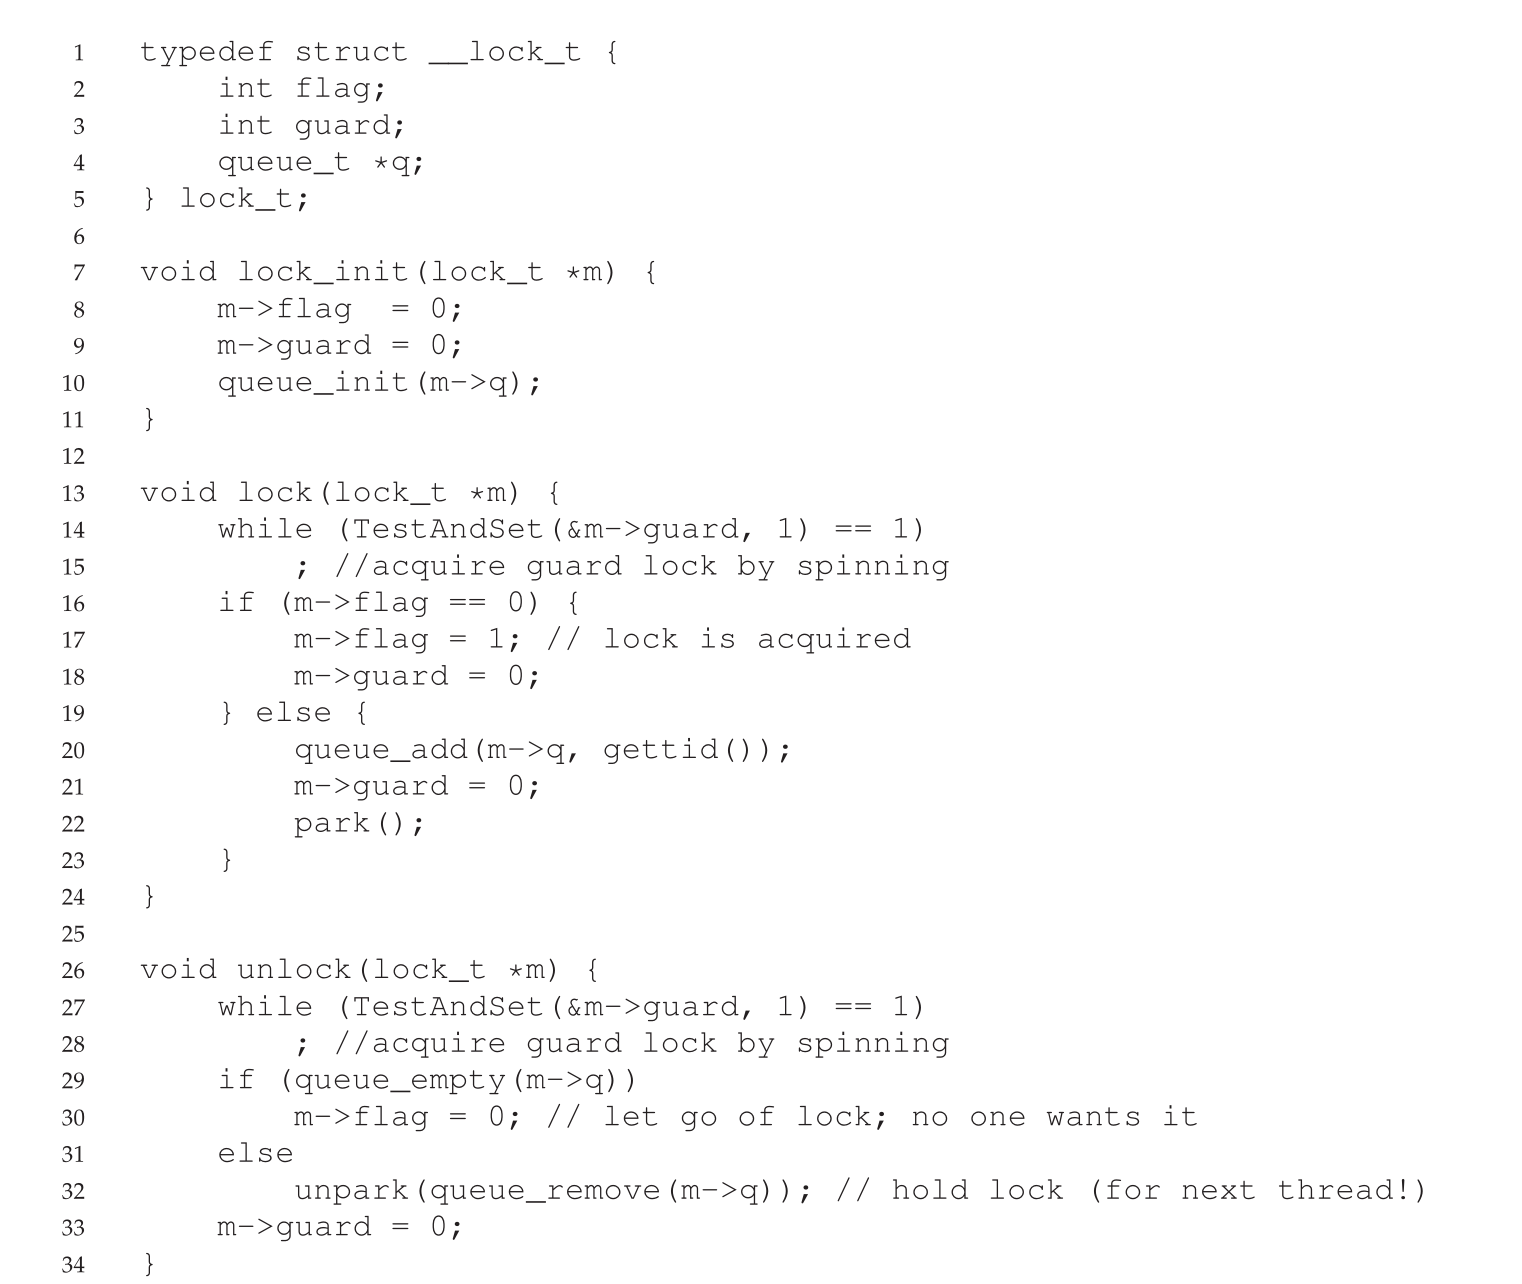 1 typedef struct __lock_t {
2 int flag;
3 int guard;
4 queue_t *q;
5 } lock_t;
6
7 void lock_init(lock_t *m) {
8 m->flag  = 0;
9 m->guard = 0;
10 queue_init(m->q);
11 }
12
13 void lock(lock_t *m) {
14 while (TestAndSet(&m->guard, 1) == 1)
15 ; //acquire guard lock by spinning
16 if (m->flag == 0) {
17 m->flag = 1; // lock is acquired
18 m->guard = 0;
19 } else {
20 queue_add(m->q, gettid());
21 m->guard = 0;
22 park();
23 }
24 }
25
26 void unlock(lock_t *m) {
27 while (TestAndSet(&m->guard, 1) == 1)
28 ; //acquire guard lock by spinning
29 if (queue_empty(m->q))
30 m->flag = 0; // let go of lock; no one wants it
31 else
32 unpark(queue_remove(m->q)); // hold lock (for next thread!)
33 m->guard = 0;
34 }